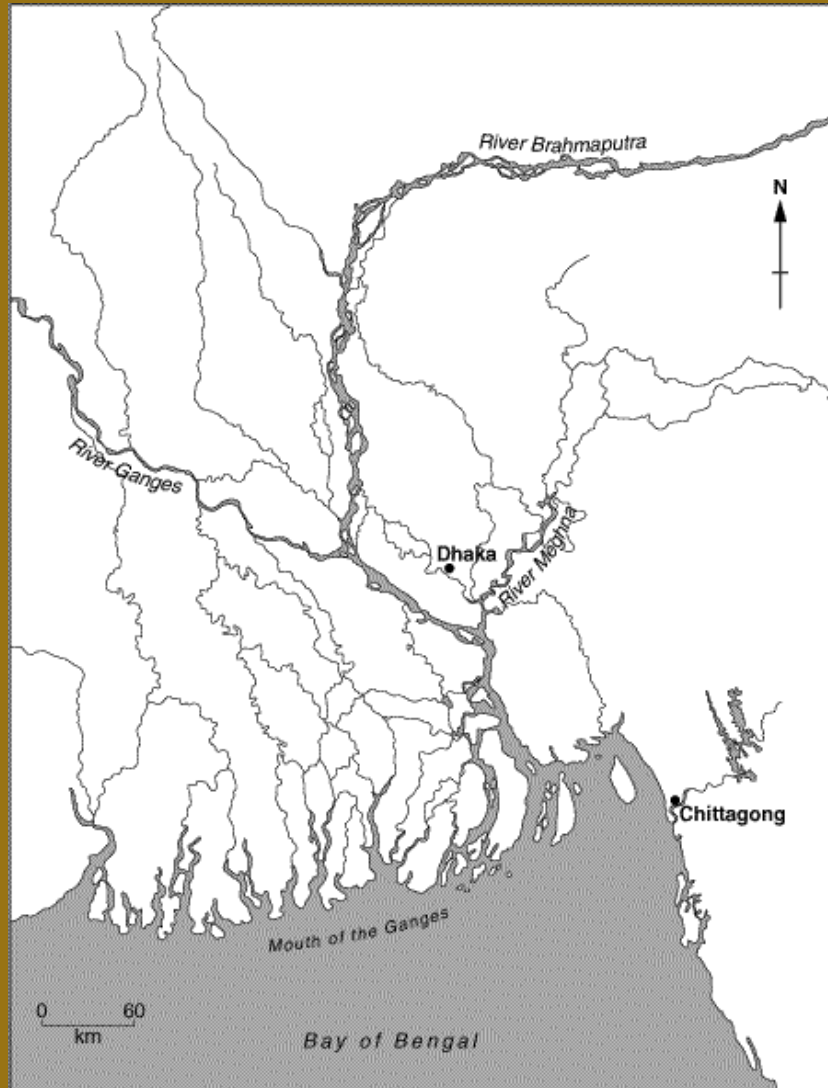 River Brahmaputra
N
River Ganges
Dhaka
River Meghna
Chittagong
Mouth of the Ganges
0 60
km
Bay of Bengal